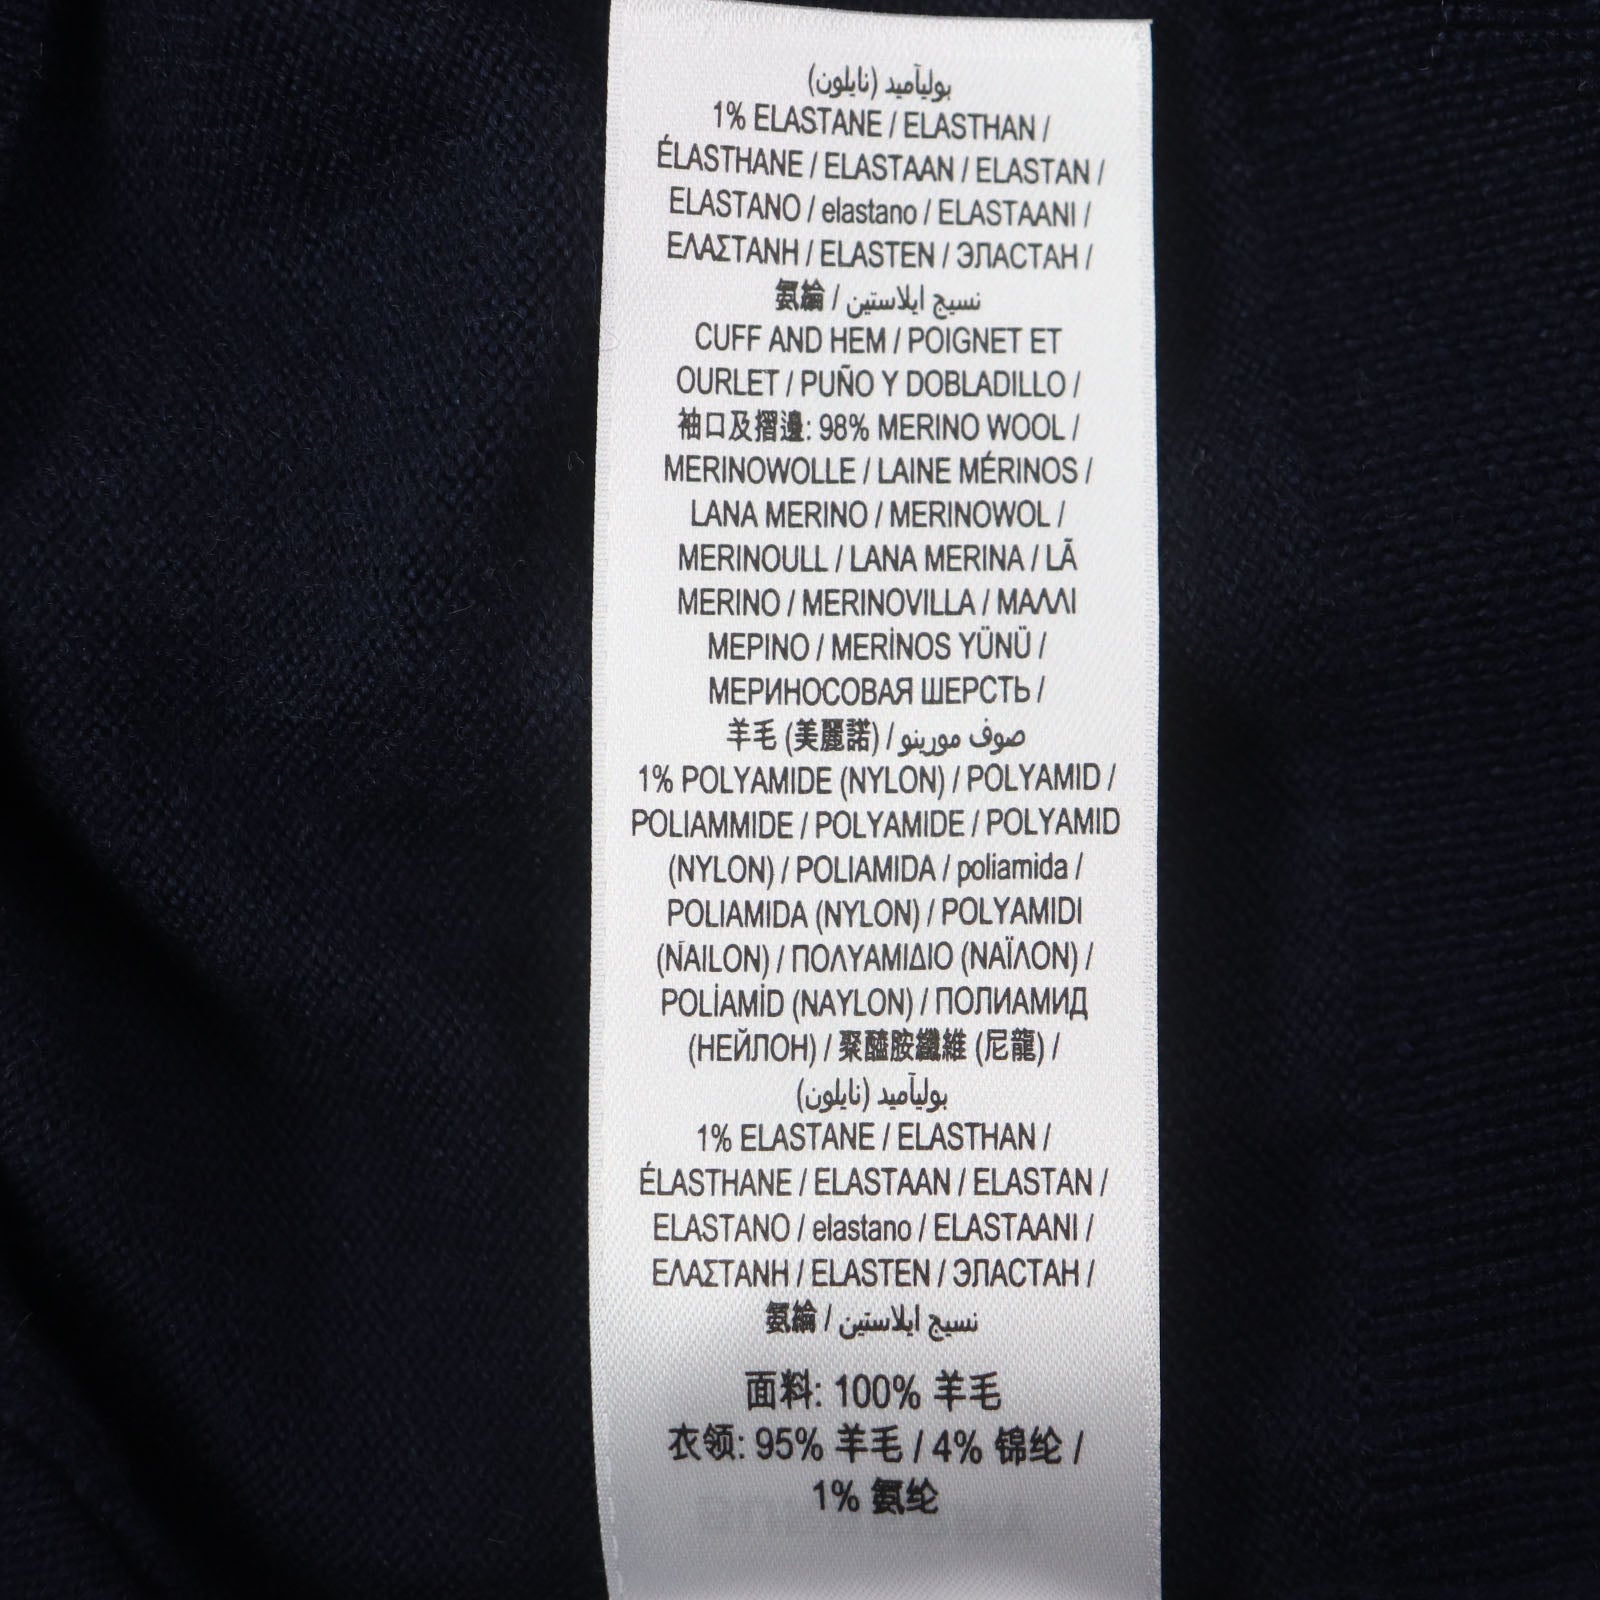 بوليآميد (نايلون)
1% ELASTANE / ELASTHAN /
ÉLASTHANE / ELASTAAN / ELASTAN /
ELASTANO / elastano / ELASTAANI /
ΕΛΑΣΤΑΝΗ / ELASTEN / ЭЛАСТАН /
氨綸 / نسيج ايلاستين
CUFF AND HEM / POIGNET ET
OURLET / PUÑO Y DOBLADILLO /
袖口及摺邊: 98% MERINO WOOL /
MERINOWOLLE / LAINE MÉRINOS /
LANA MERINO / MERINOWOL /
MERINOULL / LANA MERINA / LÃ
MERINO / MERINOVILLA / ΜΑΛΛΙ
ΜΕΡΙΝΟ / MERİNOS YÜNÜ /
МЕРИНОСОВАЯ ШЕРСТЬ /
羊毛 (美麗諾) / صوف مورينو
1% POLYAMIDE (NYLON) / POLYAMID /
POLIAMMIDE / POLYAMIDE / POLYAMID
(NYLON) / POLIAMIDA / poliamida /
POLIAMIDA (NYLON) / POLYAMIDI
(NAILON) / ΠΟΛΥΑΜΙΔΙΟ (ΝΑΪΛΟΝ) /
POLİAMİD (NAYLON) / ПОЛИАМИД
(НЕЙЛОН) / 聚醯胺纖維 (尼龍) /
بوليآميد (نايلون)
1% ELASTANE / ELASTHAN /
ÉLASTHANE / ELASTAAN / ELASTAN /
ELASTANO / elastano / ELASTAANI /
ΕΛΑΣΤΑΝΗ / ELASTEN / ЭЛАСТАН /
氨綸 / نسيج ايلاستين
面料: 100% 羊毛
衣领: 95% 羊毛 / 4% 锦纶 /
1% 氨纶